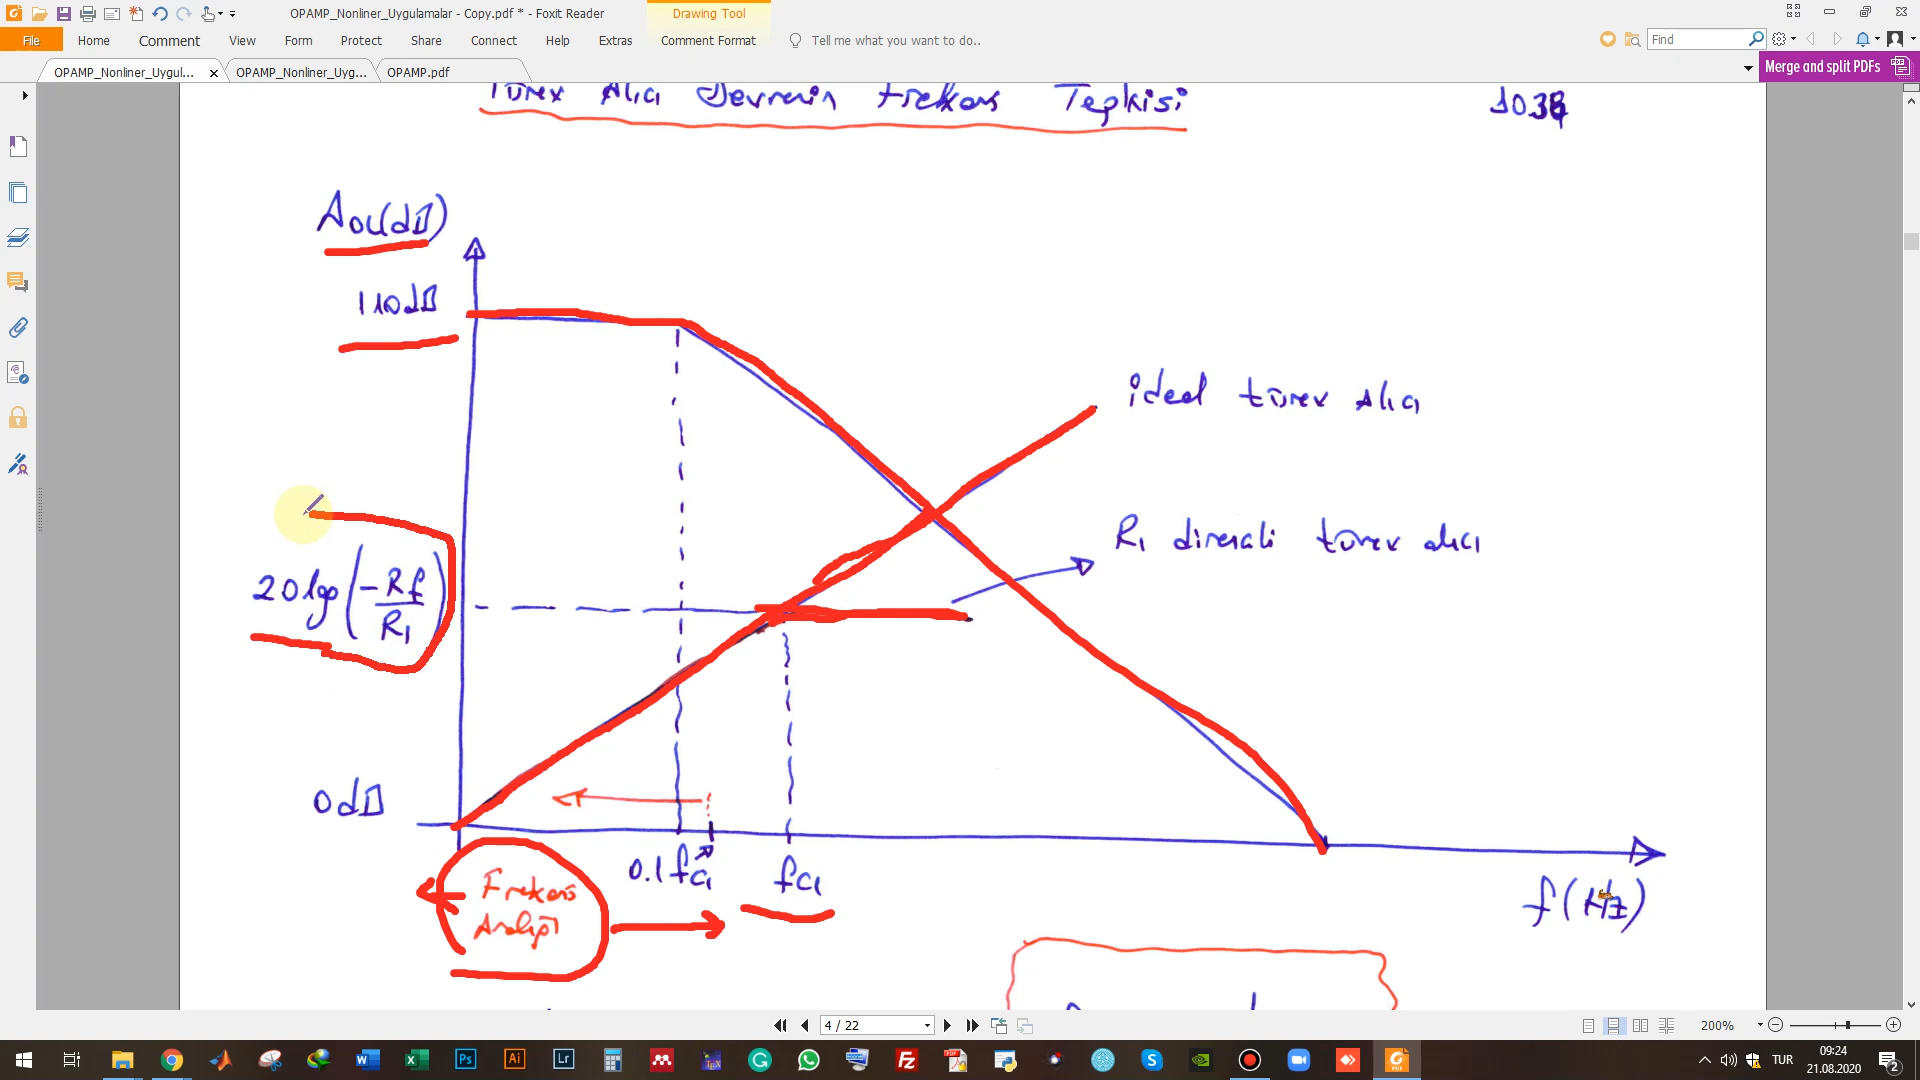 OPAMP_Nonliner_Uygulamalar - Copy.pdf * - Foxit Reader
Drawing Tool
File
Home
Comment
View
Form
Protect
Share
Connect
Help
Extras
Comment Format
Tell me what you want to do..
Find
OPAMP_Nonliner_Uygul...
OPAMP_Nonliner_Uyg...
OPAMP.pdf
Merge and split PDFs
Türev Alıcı Devrenin Frekans Tepkisi
AOL(dB)
110dB
ideal türev alıcı
R1 dirençli türev alıcı
20log(-Rf/R1)
0dB
0.1fc1
fc1
f(Hz)
Frekans
Aralığı
4 / 22
200%
TUR
09:24
21.08.2020
2